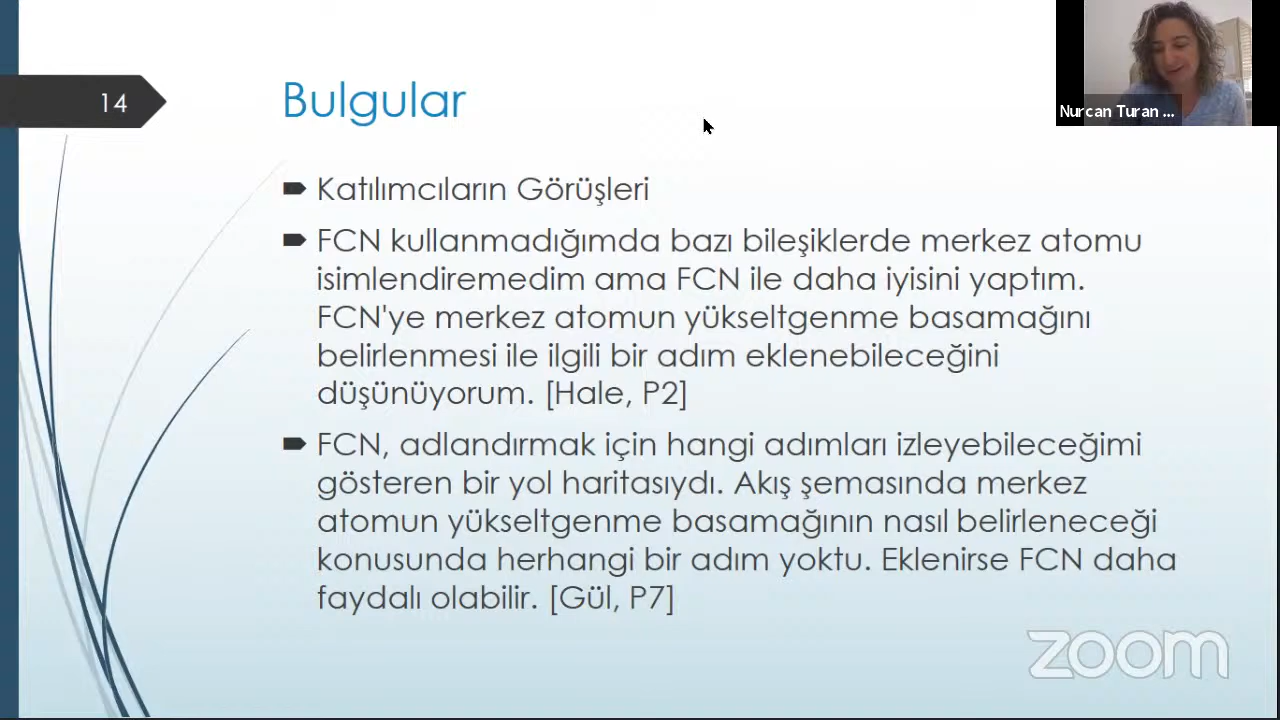 14
Bulgular
Nurcan Turan ...
Katılımcıların Görüşleri
FCN kullanmadığımda bazı bileşiklerde merkez atomu
isimlendiremedim ama FCN ile daha iyisini yaptım.
FCN'ye merkez atomun yükseltgenme basamağını
belirlenmesi ile ilgili bir adım eklenebileceğini
düşünüyorum. [Hale, P2]
FCN, adlandırmak için hangi adımları izleyebileceğimi
gösteren bir yol haritasıydı. Akış şemasında merkez
atomun yükseltgenme basamağının nasıl belirleneceği
konusunda herhangi bir adım yoktu. Eklenirse FCN daha
faydalı olabilir. [Gül, P7]
zoom